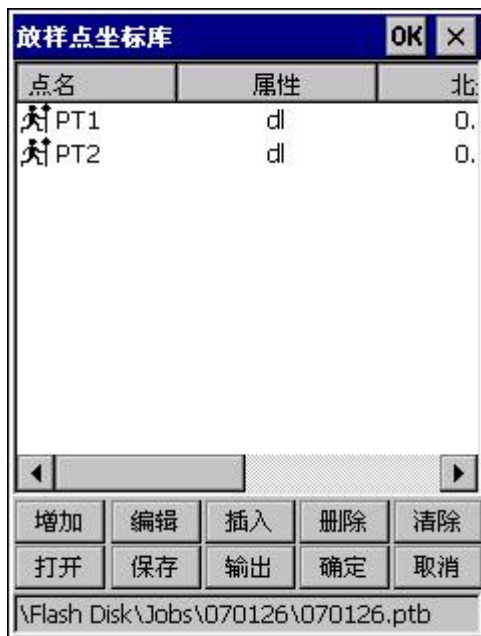 放样点坐标库 OK ×
点名 属性 北
PT1 dl 0.
PT2 dl 0.
增加 编辑 插入 删除 清除
打开 保存 输出 确定 取消
\Flash Disk\Jobs\070126\070126.ptb